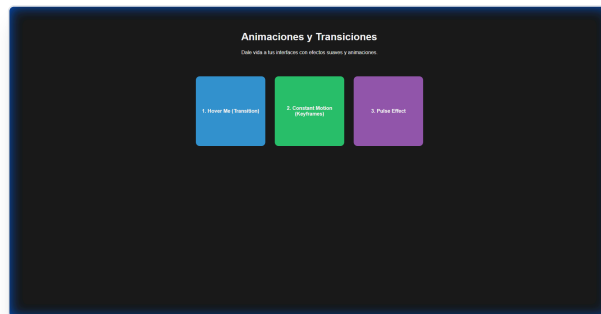 Animaciones y Transiciones
Dale vida a tus interfaces con efectos suaves y animaciones
1. Hover Me (Transition)
2. Constant Motion
(Keyframes)
3. Pulse Effect